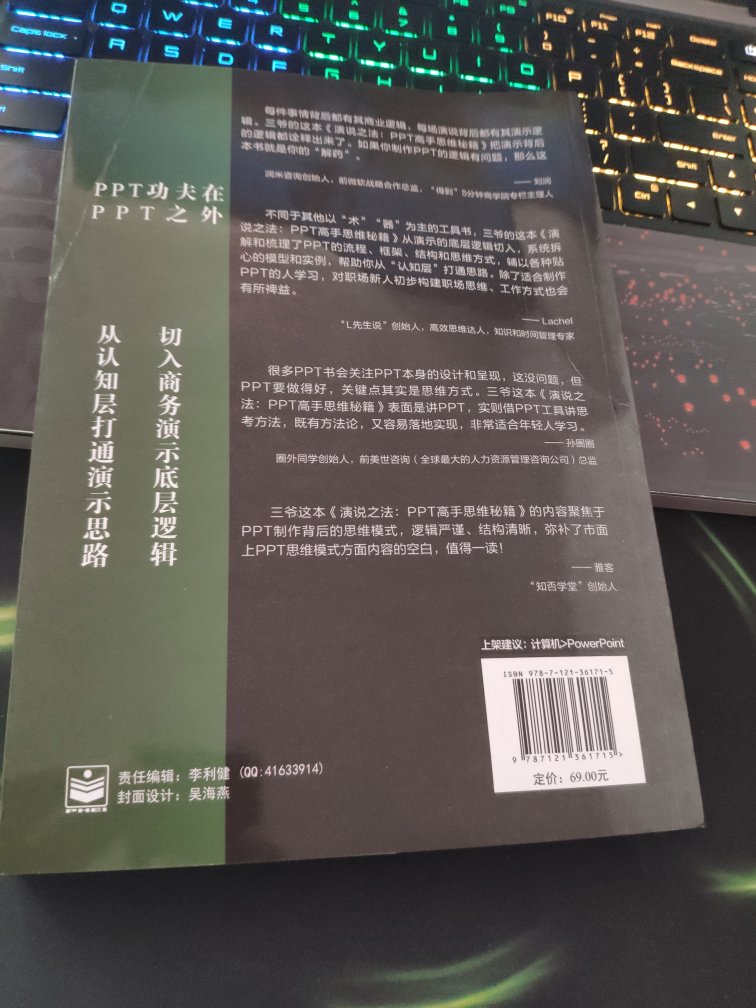 Caps Lock
Q
W
E
R
T
Y
U
I
O
A
S
D
F
G
H
Shift
F10
F11
F12
Delete
Backspace
Enter
Shift
Ctrl
PPT功夫在
PPT之外
切入商务演示底层逻辑
从认知层打通演示思路
每件事情背后都有其商业逻辑，每场演说背后都有其演示逻
辑。三爷的这本《演说之法：PPT高手思维秘籍》把演示背后
的逻辑都诠释出来了。如果你制作PPT的逻辑有问题，那么这
本书就是你的“解药”。
—— 刘润
润米咨询创始人，前微软战略合作总监，“得到”5分钟商学院专栏主理人
不同于其他以“术”“器”为主的工具书，三爷的这本《演
说之法：PPT高手思维秘籍》从演示的底层逻辑切入，系统拆
解和梳理了PPT的流程、框架、结构和思维方式，辅以各种贴
心的模型和实例，帮助你从“认知层”打通思路。除了适合制作
PPT的人学习，对职场新人初步构建职场思维、工作方式也会
有所裨益。
—— Lachel
“L先生说”创始人，高效思维达人，知识和时间管理专家
很多PPT书会关注PPT本身的设计和呈现，这没问题，但
PPT要做得好，关键点其实是思维方式。三爷这本《演说之
法：PPT高手思维秘籍》表面是讲PPT，实则借PPT工具讲思
考方法，既有方法论，又容易落地实现，非常适合年轻人学习。
—— 孙圈圈
圈外同学创始人，前美世咨询（全球最大的人力资源管理咨询公司）总监
三爷这本《演说之法：PPT高手思维秘籍》的内容聚焦于
PPT制作背后的思维模式，逻辑严谨、结构清晰，弥补了市面
上PPT思维模式方面内容的空白，值得一读！
—— 雅客
“知否学堂”创始人
上架建议：计算机>PowerPoint
ISBN 978-7-121-36171-5
9 787121 361715 >
定价：69.00元
PHEI
责任编辑：李利健（QQ:41633914）
封面设计：吴海燕